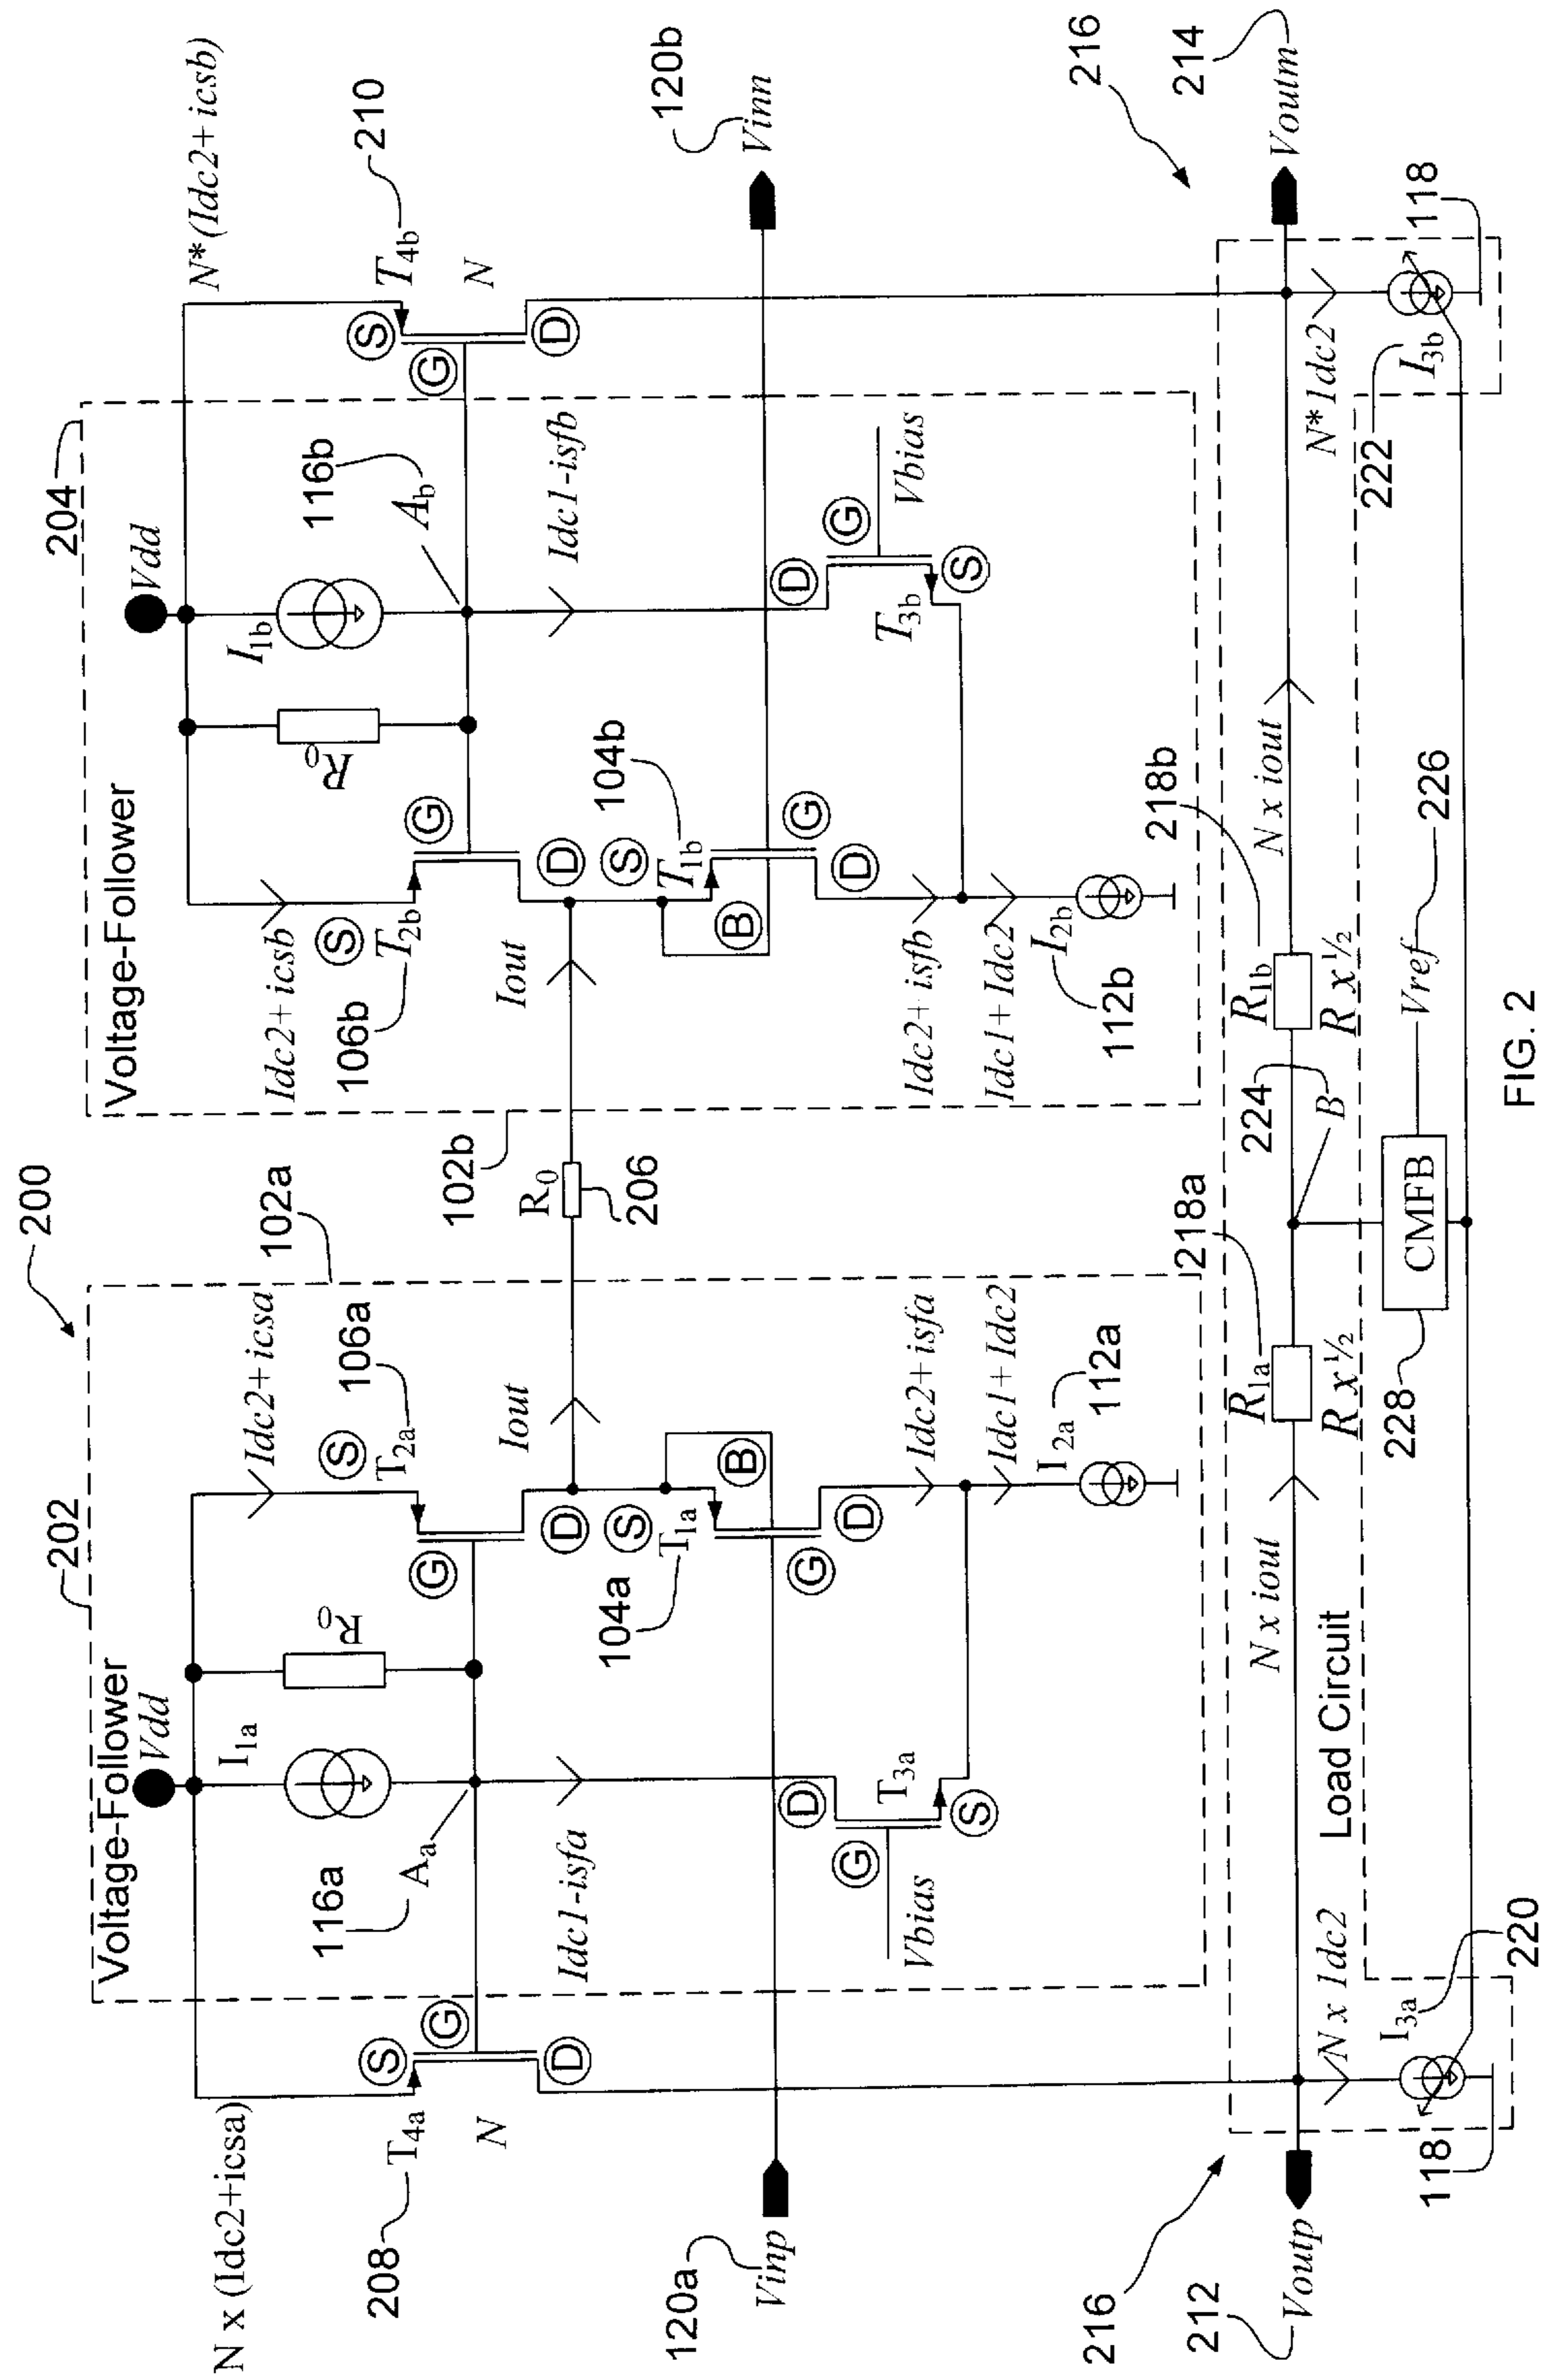 200
202
Voltage-Follower
Vdd
I1a
R0
Idc2+icsa
102a
106a
T2a
S
G
D
Iout
N x (Idc2+icsa)
208
T4a
N
S
G
D
116a
Aa
Idc1-isfa
104a
T1a
S
B
G
D
120a
Vinp
Vbias
T3a
D
G
S
Idc2+isfa
Idc1+Idc2
I2a
112a
R0
206
102b
204
Voltage-Follower
Vdd
I1b
R0
Idc2+icsb
106b
T2b
S
G
D
Iout
116b
Ab
Idc1-isfb
N*(Idc2+icsb)
210
T4b
N
S
G
D
104b
T1b
S
B
G
D
120b
Vinn
Vbias
T3b
D
G
S
Idc2+isfb
Idc1+Idc2
I2b
112b
216
212
Voutp
N x 1dc2
I3a
220
118
Load Circuit
N x iout
218a
R1a
R x½
224
B
218b
R1b
R x½
N x iout
CMFB
228
Vref
226
N*1dc2
I3b
222
118
216
214
Voutm
FIG. 2